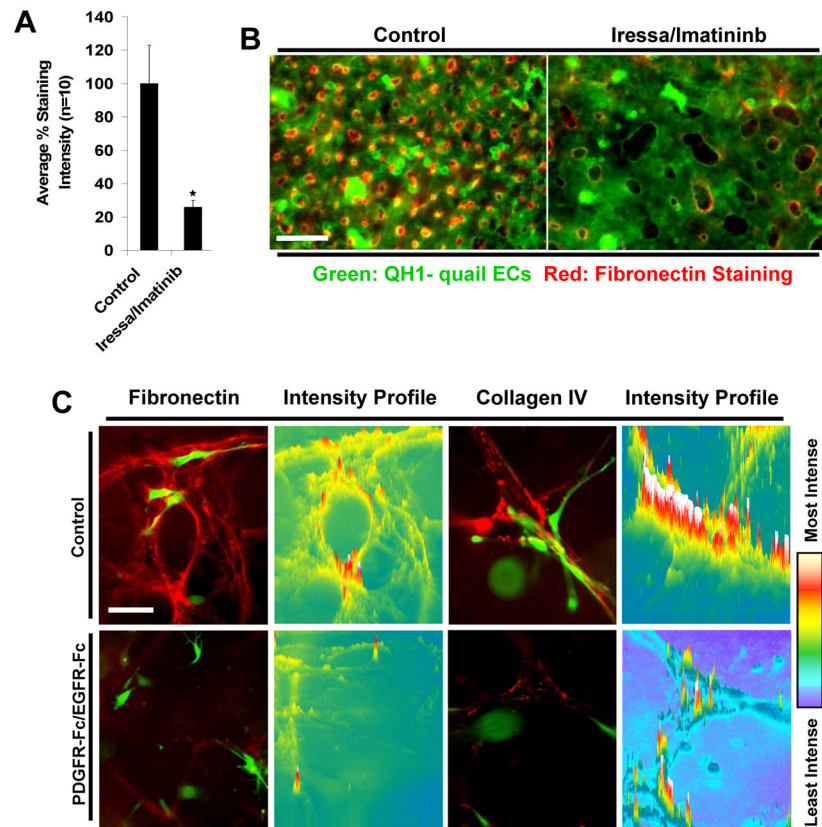 A
Average % Staining
Intensity (n=10)
140
120
100
80
60
40
20
0
★
Control
Iressa/Imatinib
B
Control
Iressa/Imatininb
Green: QH1- quail ECs Red: Fibronectin Staining
C
Fibronectin
Intensity Profile
Collagen IV
Intensity Profile
Control
PDGFR-Fc/EGFR-Fc
Most Intense
Least Intense